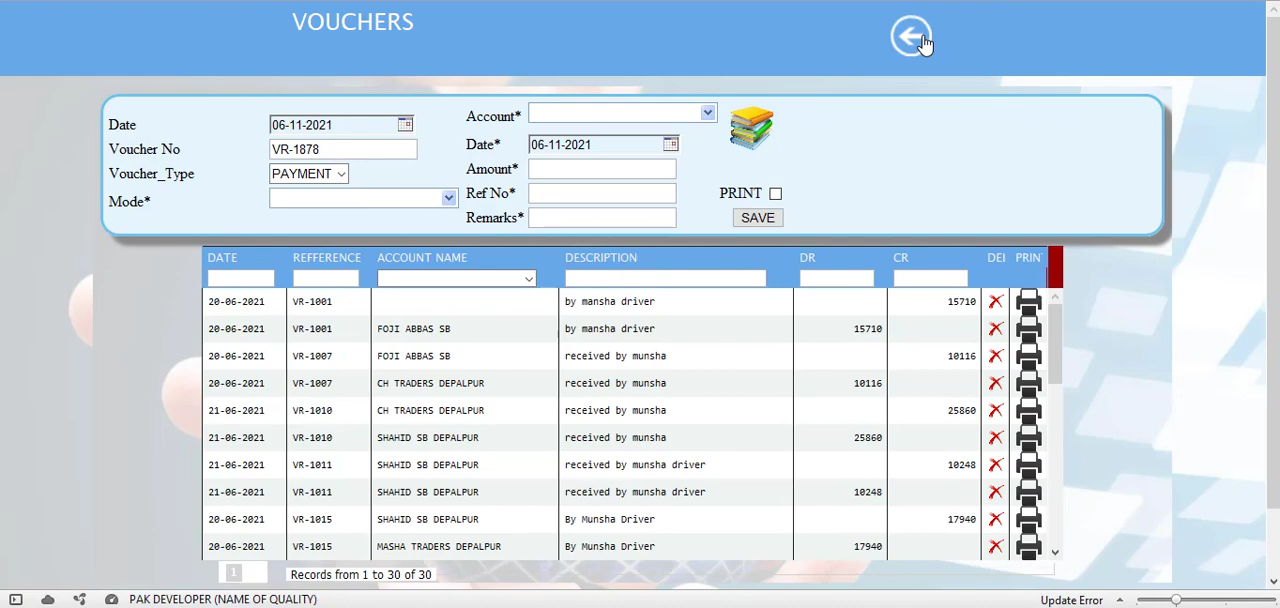 VOUCHERS
Date 06-11-2021
Voucher No VR-1878
Voucher_Type PAYMENT
Mode*
Account*
Date* 06-11-2021
Amount*
Ref No* PRINT
Remarks* SAVE
DATE REFFERENCE ACCOUNT NAME DESCRIPTION DR CR DEI PRINT
20-06-2021 VR-1001 by mansha driver 15710
20-06-2021 VR-1001 FOJI ABBAS SB by mansha driver 15710
20-06-2021 VR-1007 FOJI ABBAS SB received by munsha 10116
20-06-2021 VR-1007 CH TRADERS DEPALPUR received by munsha 10116
21-06-2021 VR-1010 CH TRADERS DEPALPUR received by munsha 25860
21-06-2021 VR-1010 SHAHID SB DEPALPUR received by munsha 25860
21-06-2021 VR-1011 SHAHID SB DEPALPUR received by munsha driver 10248
21-06-2021 VR-1011 SHAHID SB DEPALPUR received by munsha driver 10248
20-06-2021 VR-1015 SHAHID SB DEPALPUR By Munsha Driver 17940
20-06-2021 VR-1015 MASHA TRADERS DEPALPUR By Munsha Driver 17940
1 Records from 1 to 30 of 30
PAK DEVELOPER (NAME OF QUALITY) Update Error